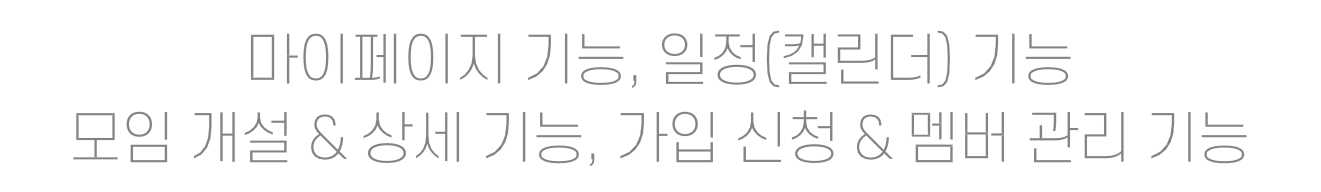 마이페이지 기능, 일정(캘린더) 기능
모임 개설 & 상세 기능, 가입 신청 & 멤버 관리 기능